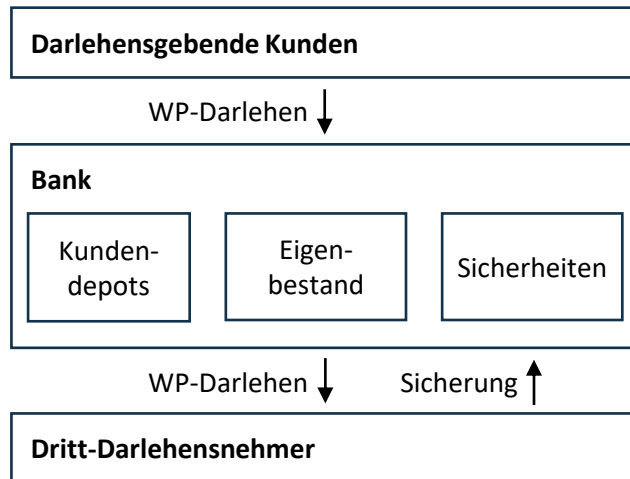 Darlehensgebende Kunden
WP-Darlehen
Bank
Kunden-
depots
Eigen-
bestand
Sicherheiten
WP-Darlehen
Sicherung
Dritt-Darlehensnehmer